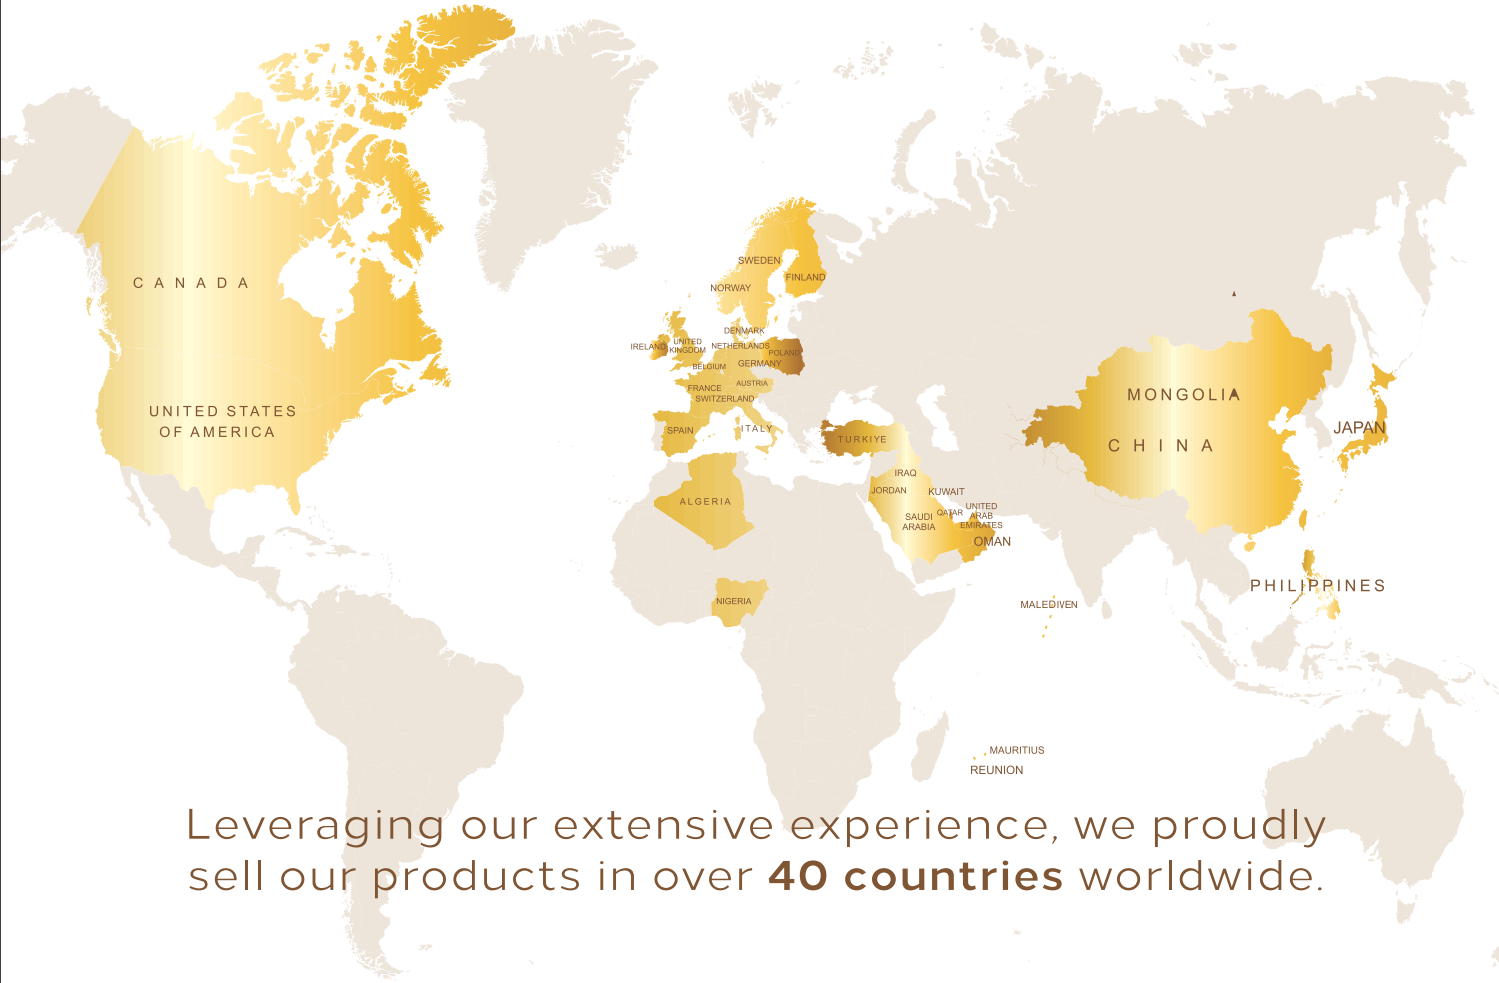 CANADA
UNITED STATES
OF AMERICA
SWEDEN
FINLAND
NORWAY
DENMARK
IRELAND
UNITED
KINGDOM
NETHERLANDS
POLAND
BELGIUM
GERMANY
FRANCE
AUSTRIA
SWITZERLAND
SPAIN
ITALY
TURKIYE
ALGERIA
NIGERIA
IRAQ
JORDAN
KUWAIT
SAUDI
ARABIA
QATAR
UNITED
ARAB
EMIRATES
OMAN
MONGOLIA
CHINA
JAPAN
PHILIPPINES
MALEDIVEN
MAURITIUS
REUNION
Leveraging our extensive experience, we proudly
sell our products in over 40 countries worldwide.